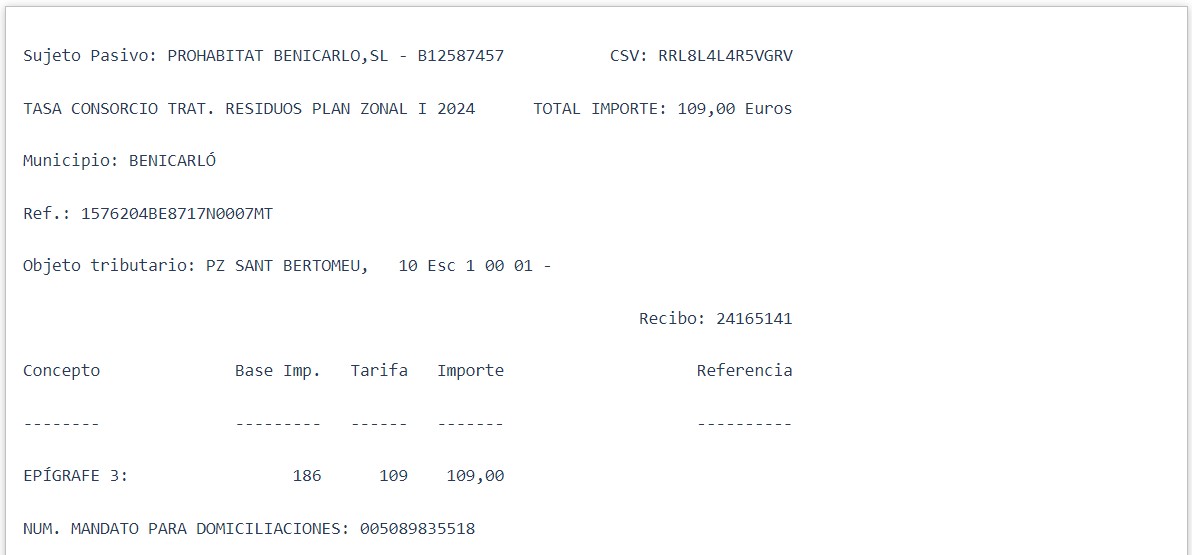 Sujeto Pasivo: PROHABITAT BENICARLO,SL - B12587457 CSV: RRL8L4L4R5VGRV
TASA CONSORCIO TRAT. RESIDUOS PLAN ZONAL I 2024 TOTAL IMPORTE: 109,00 Euros
Municipio: BENICARLÓ
Ref.: 1576204BE8717N0007MT
Objeto tributario: PZ SANT BERTOMEU, 10 Esc 1 00 01 -
Recibo: 24165141
Concepto Base Imp. Tarifa Importe Referencia
-------- --------- ------ ------- ----------
EPÍGRAFE 3: 186 109 109,00
NUM. MANDATO PARA DOMICILIACIONES: 005089835518